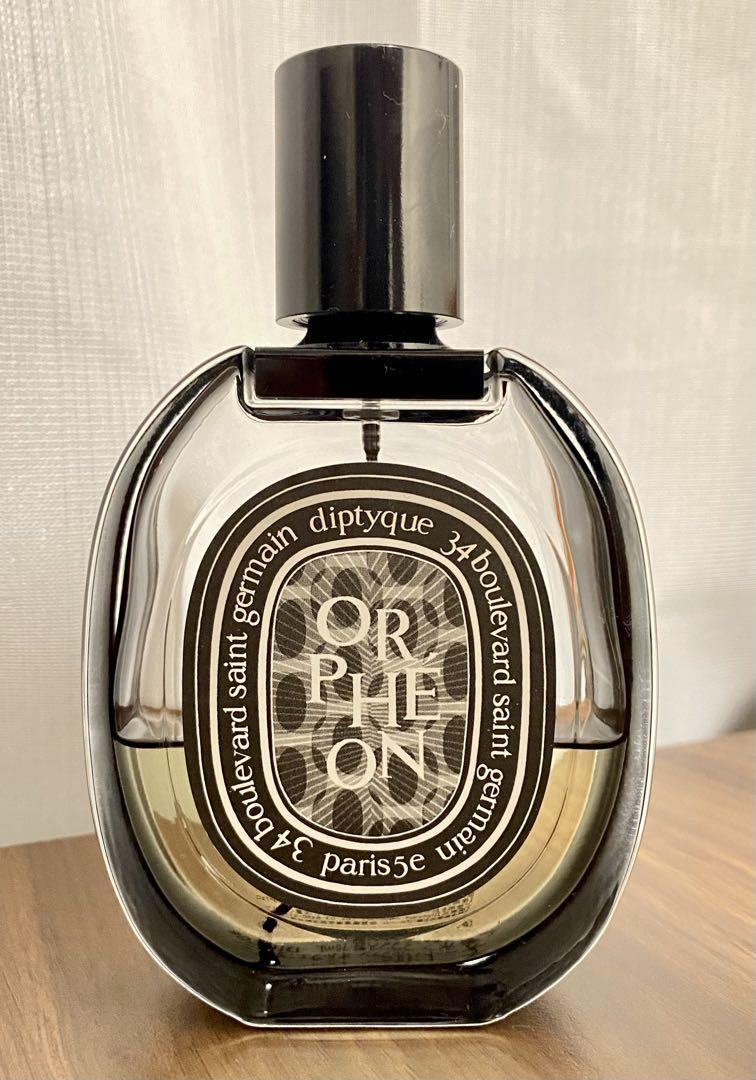 diptyque 34 boulevard saint germain paris 5e 34 boulevard saint germain
OR
PHÉ
ON